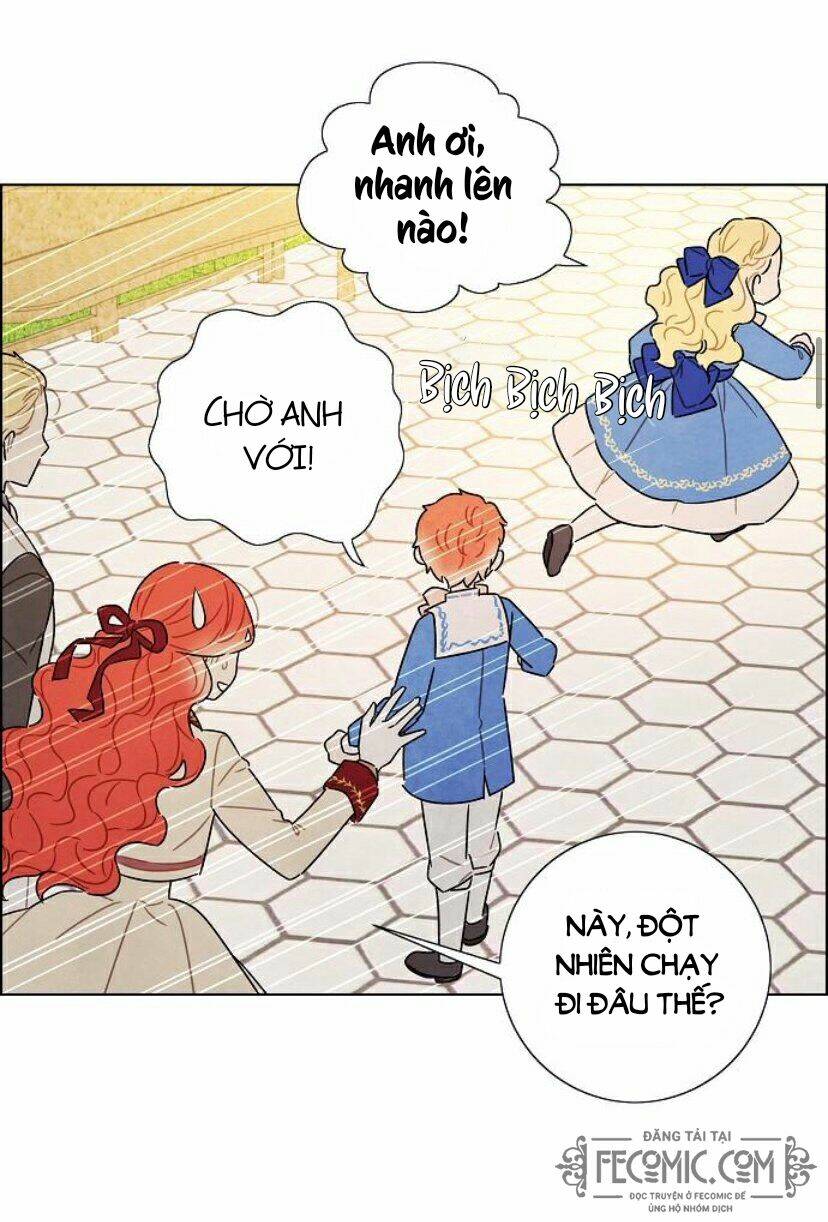 Anh ơi,
nhanh lên
nào!
Bịch Bịch Bịch
CHỜ ANH
VỚI!
NÀY, ĐỘT
NHIÊN CHẠY
ĐI ĐÂU THẾ?
ĐĂNG TẢI TẠI
FECOMIC.COM
ĐỌC TRUYỆN Ở FECOMIC ĐỂ
ỦNG HỘ NHÓM DỊCH